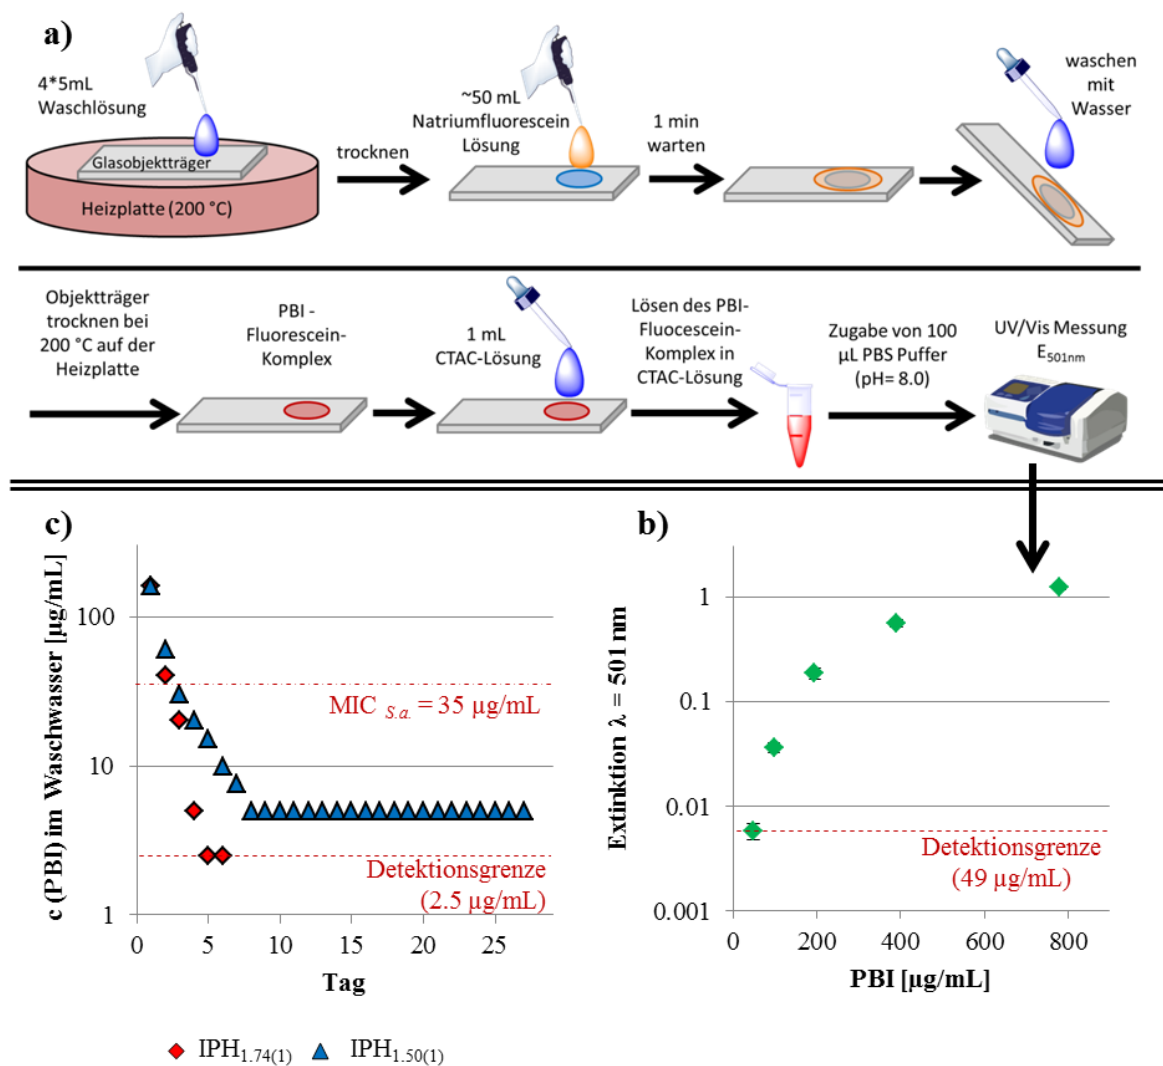 a)
4*5mL
Waschlösung
Glasobjektträger
Heizplatte (200 °C)
trocknen
~50 mL
Natriumfluorescein
Lösung
1 min
warten
waschen
mit
Wasser
Objektträger
trocknen bei
200 °C auf der
Heizplatte
PBI -
Fluorescein-
Komplex
1 mL
CTAC-Lösung
Lösen des PBI-
Fluocescein-
Komplex in
CTAC-Lösung
Zugabe von 100
µL PBS Puffer
(pH= 8.0)
UV/Vis Messung
E501nm
c)
c (PBI) im Waschwasser [µg/mL]
100
10
1
MIC S.a. = 35 µg/mL
Detektionsgrenze
(2.5 µg/mL)
0
5
10
15
20
25
Tag
IPH1.74(1)
IPH1.50(1)
b)
Extinktion λ = 501 nm
1
0.1
0.01
0.001
Detektionsgrenze
(49 µg/mL)
0
200
400
600
800
PBI [µg/mL]